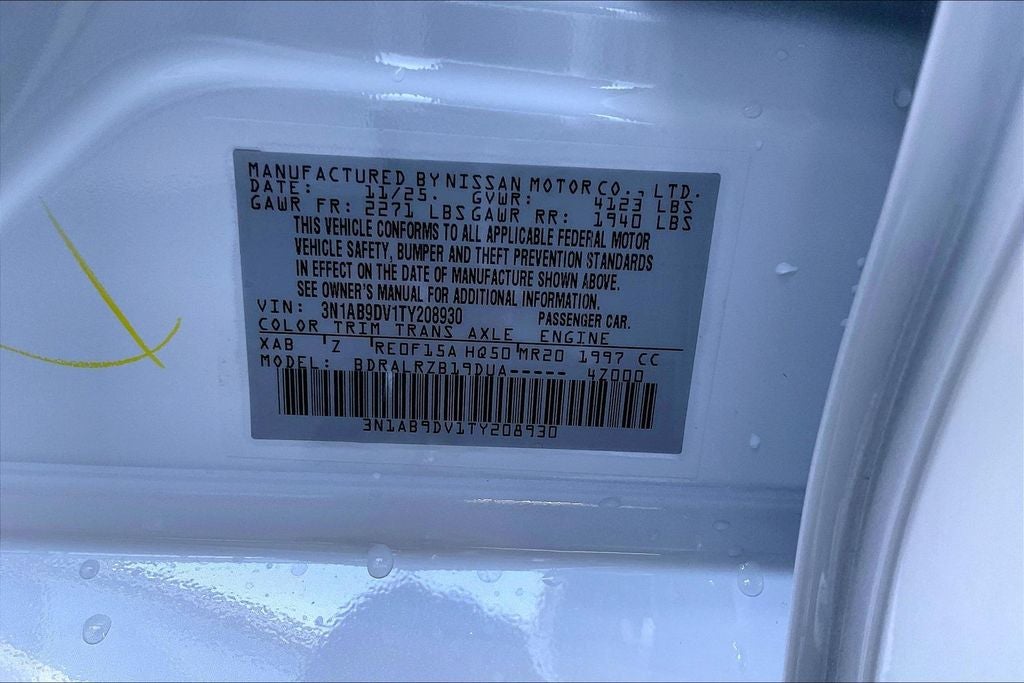 MANUFACTURED BY NISSAN MOTOR CO., LTD.
DATE: 11/25. GVWR: 4123 LBS
GAWR FR: 2271 LBS GAWR RR: 1940 LBS
THIS VEHICLE CONFORMS TO ALL APPLICABLE FEDERAL MOTOR
VEHICLE SAFETY, BUMPER AND THEFT PREVENTION STANDARDS
IN EFFECT ON THE DATE OF MANUFACTURE SHOWN ABOVE.
SEE OWNER'S MANUAL FOR ADDITIONAL INFORMATION.
VIN: 3N1AB9DV1TY208930 PASSENGER CAR.
COLOR TRIM TRANS AXLE ENGINE
XAB Z RE0F15A HQ50 MR20 1997 CC
MODEL: BDRALRZB19DUA----- 47000
3N1AB9DV1TY208930